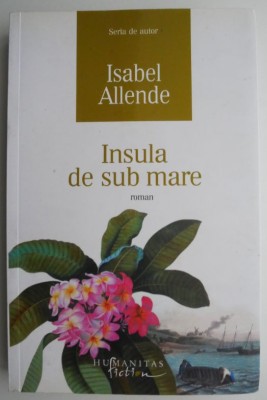 Seria de autor
Isabel
Allende
Insula
de sub mare
roman
HUMANITAS
fiction